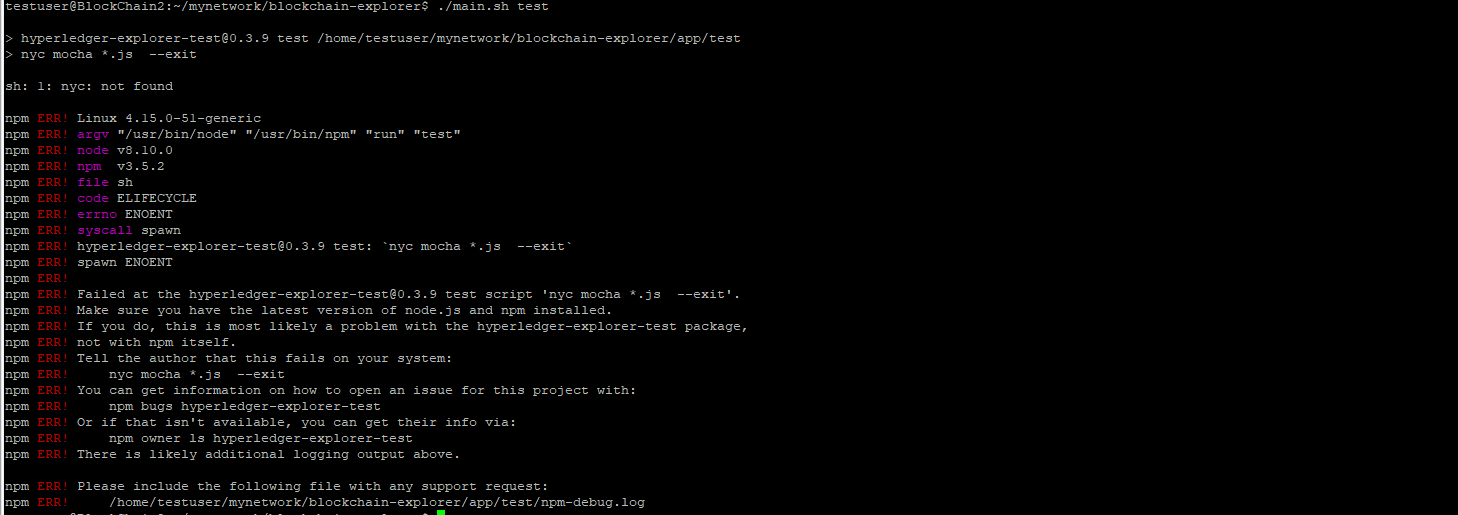 testuser@BlockChain2:~/mynetwork/blockchain-explorer$ ./main.sh test
> hyperledger-explorer-test@0.3.9 test /home/testuser/mynetwork/blockchain-explorer/app/test
> nyc mocha *.js  --exit
sh: 1: nyc: not found
npm ERR! Linux 4.15.0-51-generic
npm ERR! argv "/usr/bin/node" "/usr/bin/npm" "run" "test"
npm ERR! node v8.10.0
npm ERR! npm  v3.5.2
npm ERR! file sh
npm ERR! code ELIFECYCLE
npm ERR! errno ENOENT
npm ERR! syscall spawn
npm ERR! hyperledger-explorer-test@0.3.9 test: `nyc mocha *.js  --exit`
npm ERR! spawn ENOENT
npm ERR!
npm ERR! Failed at the hyperledger-explorer-test@0.3.9 test script 'nyc mocha *.js  --exit'.
npm ERR! Make sure you have the latest version of node.js and npm installed.
npm ERR! If you do, this is most likely a problem with the hyperledger-explorer-test package,
npm ERR! not with npm itself.
npm ERR! Tell the author that this fails on your system:
npm ERR!     nyc mocha *.js  --exit
npm ERR! You can get information on how to open an issue for this project with:
npm ERR!     npm bugs hyperledger-explorer-test
npm ERR! Or if that isn't available, you can get their info via:
npm ERR!     npm owner ls hyperledger-explorer-test
npm ERR! There is likely additional logging output above.
npm ERR! Please include the following file with any support request:
npm ERR!     /home/testuser/mynetwork/blockchain-explorer/app/test/npm-debug.log